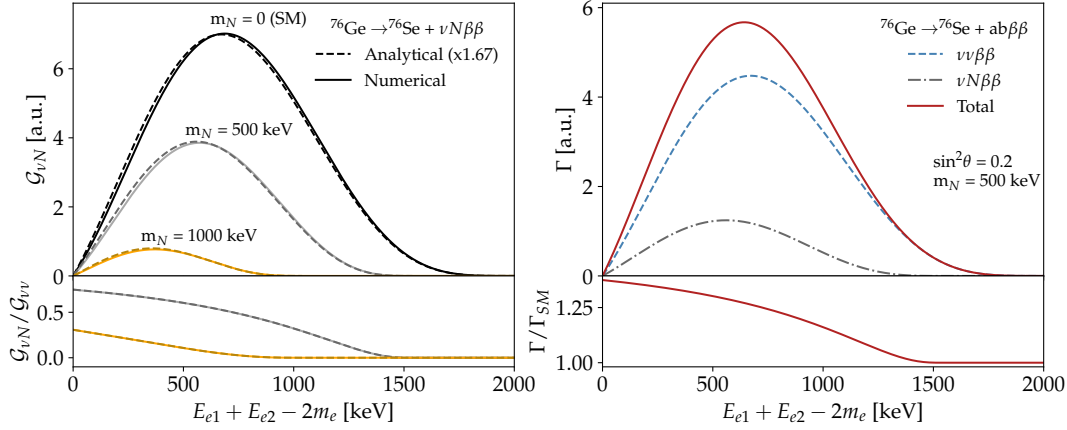 m_N = 0 (SM)
⁷⁶Ge →⁷⁶Se + νNββ
Analytical (x1.67)
Numerical
m_N = 500 keV
m_N = 1000 keV
𝒢_νN [a.u.]
6
4
2
0
𝒢_νN / 𝒢_νν
0.5
0.0
0 500 1000 1500 2000
E_e1 + E_e2 − 2m_e [keV]
⁷⁶Ge →⁷⁶Se + abββ
ννββ
νNββ
Total
sin²θ = 0.2
m_N = 500 keV
Γ [a.u.]
6
5
4
3
2
1
0
Γ/Γ_SM
1.25
1.00
0 500 1000 1500 2000
E_e1 + E_e2 − 2m_e [keV]